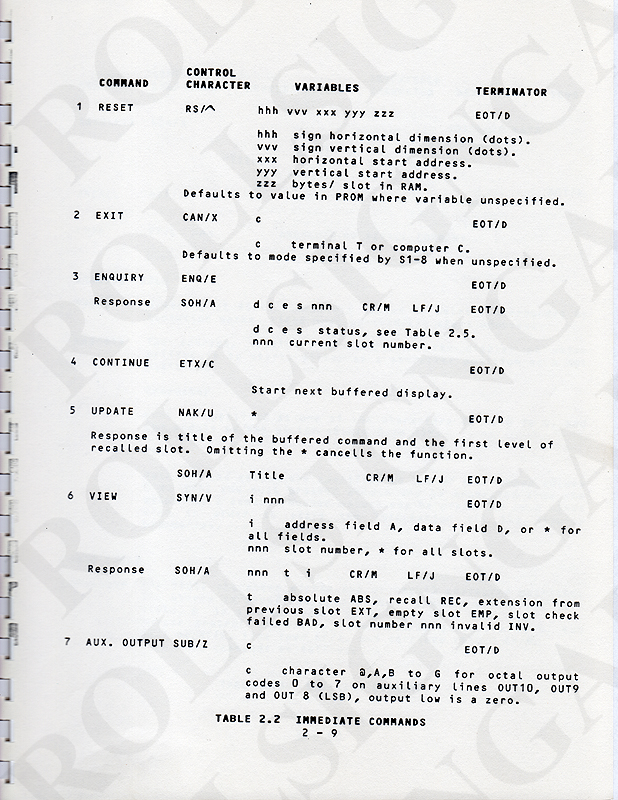 COMMAND CONTROL CHARACTER VARIABLES TERMINATOR
1 RESET RS/^ hhh vvv xxx yyy zzz EOT/D
hhh sign horizontal dimension (dots).
vvv sign vertical dimension (dots).
xxx horizontal start address.
yyy vertical start address.
zzz bytes/ slot in RAM.
Defaults to value in PROM where variable unspecified.
2 EXIT CAN/X c EOT/D
c terminal T or computer C.
Defaults to mode specified by S1-8 when unspecified.
3 ENQUIRY ENQ/E EOT/D
Response SOH/A d c e s nnn CR/M LF/J EOT/D
d c e s status, see Table 2.5.
nnn current slot number.
4 CONTINUE ETX/C EOT/D
Start next buffered display.
5 UPDATE NAK/U * EOT/D
Response is title of the buffered command and the first level of
recalled slot. Omitting the * cancells the function.
SOH/A Title CR/M LF/J EOT/D
6 VIEW SYN/V i nnn EOT/D
i address field A, data field D, or * for
all fields.
nnn slot number, * for all slots.
Response SOH/A nnn t i CR/M LF/J EOT/D
t absolute ABS, recall REC, extension from
previous slot EXT, empty slot EMP, slot check
failed BAD, slot number nnn invalid INV.
7 AUX. OUTPUT SUB/Z c EOT/D
c character @,A,B to G for octal output
codes 0 to 7 on auxiliary lines OUT10, OUT9
and OUT 8 (LSB), output low is a zero.
TABLE 2.2 IMMEDIATE COMMANDS
2 - 9